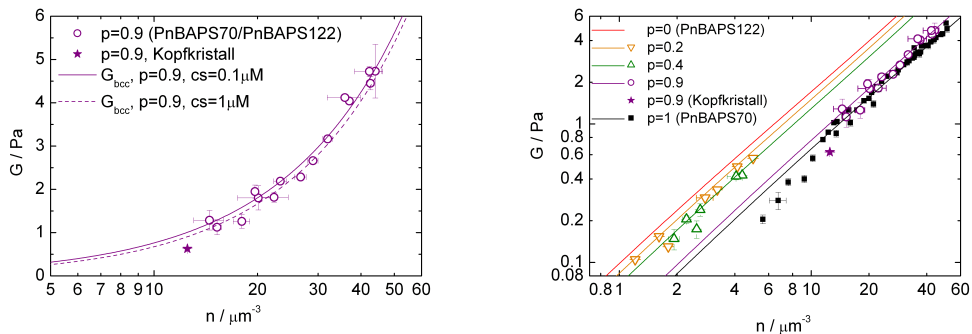 p=0.9 (PnBAPS70/PnBAPS122)
p=0.9, Kopfkristall
G_bcc, p=0.9, cs=0.1μM
G_bcc, p=0.9, cs=1μM
G / Pa
6
5
4
3
2
1
0
5 6 7 8 9 10 20 30 40 50 60
n / μm⁻³
p=0 (PnBAPS122)
p=0.2
p=0.4
p=0.9
p=0.9 (Kopfkristall)
p=1 (PnBAPS70)
G / Pa
6
4
2
1
0.8
0.6
0.4
0.2
0.08
0.8 1 2 4 6 8 10 20 40 60
n / μm⁻³